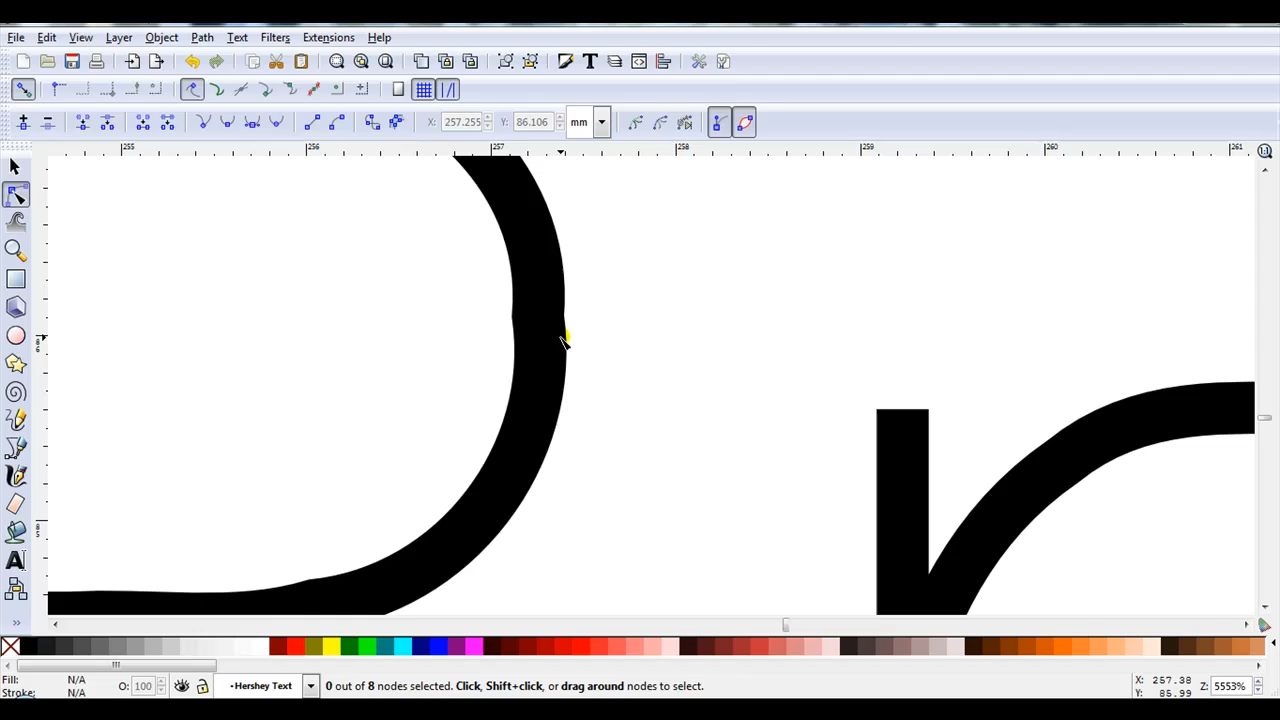 File Edit View Layer Object Path Text Filters Extensions Help
X: 257.255 Y: 86.106 mm
255 256 257 258 259 260 261
Fill: N/A
Stroke: N/A
O: 100
•Hershey Text
0 out of 8 nodes selected. Click, Shift+click, or drag around nodes to select.
X: 257.38
Y: 85.99
Z: 5553%